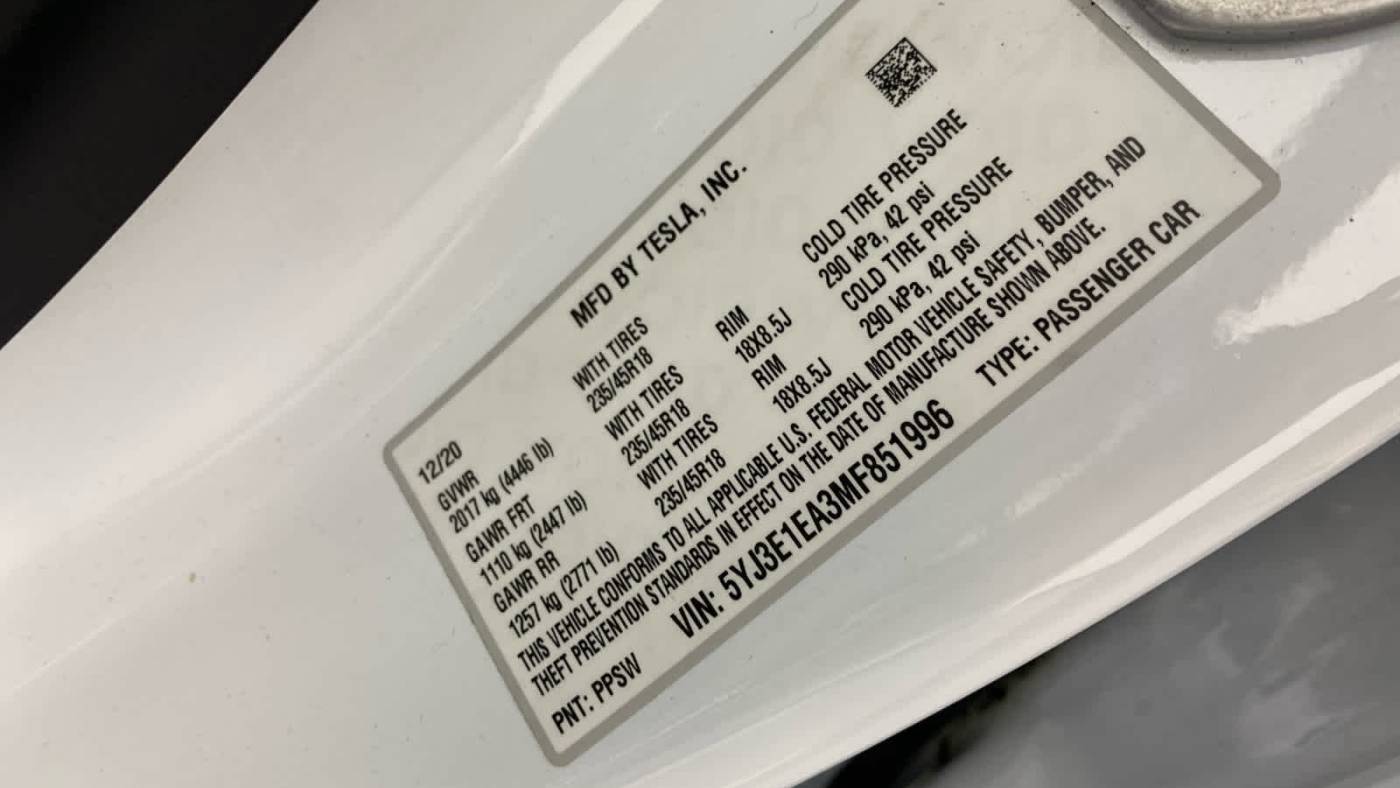 MFD BY TESLA, INC.
12/20
GVWR WITH TIRES RIM COLD TIRE PRESSURE
2017 kg (4446 lb) 235/45R18 18X8.5J 290 kPa, 42 psi
GAWR FRT WITH TIRES RIM COLD TIRE PRESSURE
1110 kg (2447 lb) 235/45R18 18X8.5J 290 kPa, 42 psi
GAWR RR WITH TIRES
1257 kg (2771 lb) 235/45R18
THIS VEHICLE CONFORMS TO ALL APPLICABLE U.S. FEDERAL MOTOR VEHICLE SAFETY, BUMPER, AND
THEFT PREVENTION STANDARDS IN EFFECT ON THE DATE OF MANUFACTURE SHOWN ABOVE.
PNT: PPSW VIN: 5YJ3E1EA3MF851996 TYPE: PASSENGER CAR